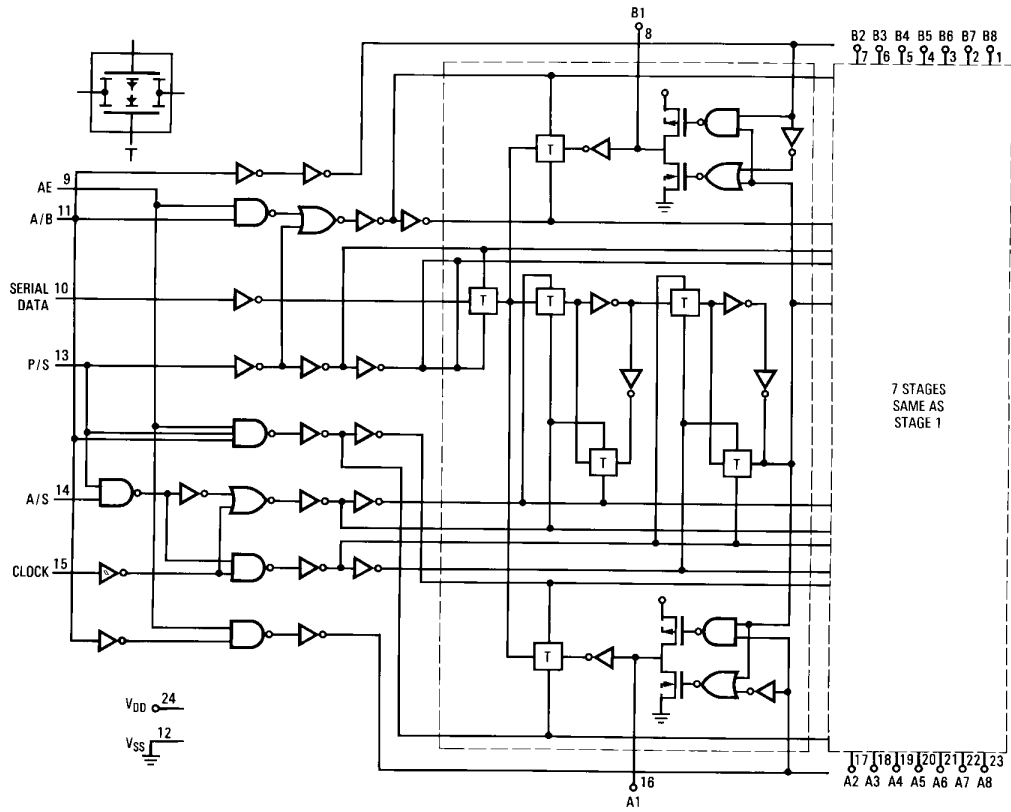 B1
8
B2 B3 B4 B5 B6 B7 B8
7 6 5 4 3 2 1
T
AE 9
A/B 11
T
SERIAL DATA 10
T
T
T
P/S 13
7 STAGES
SAME AS
STAGE 1
T
T
A/S 14
CLOCK 15
T
VDD 24
VSS 12
16
A1
17 18 19 20 21 22 23
A2 A3 A4 A5 A6 A7 A8